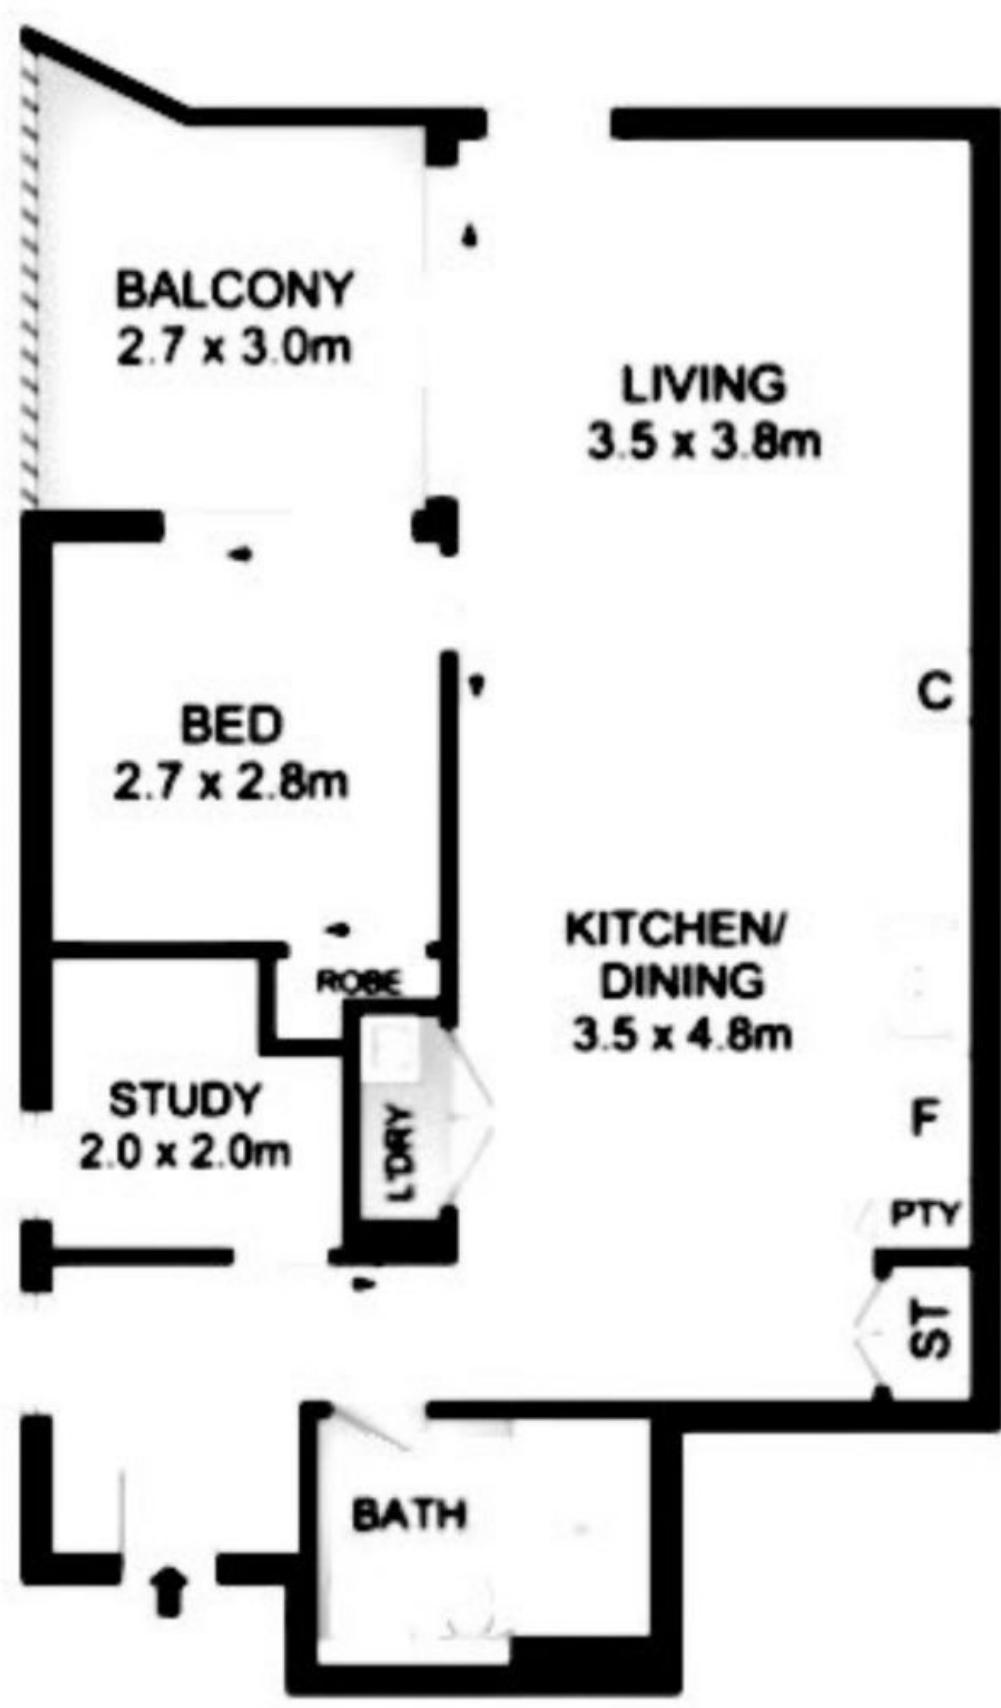 BALCONY
2.7 x 3.0m
LIVING
3.5 x 3.8m
C
BED
2.7 x 2.8m
KITCHEN/
DINING
3.5 x 4.8m
ROBE
STUDY
2.0 x 2.0m
L'DRY
F
PTY
ST
BATH